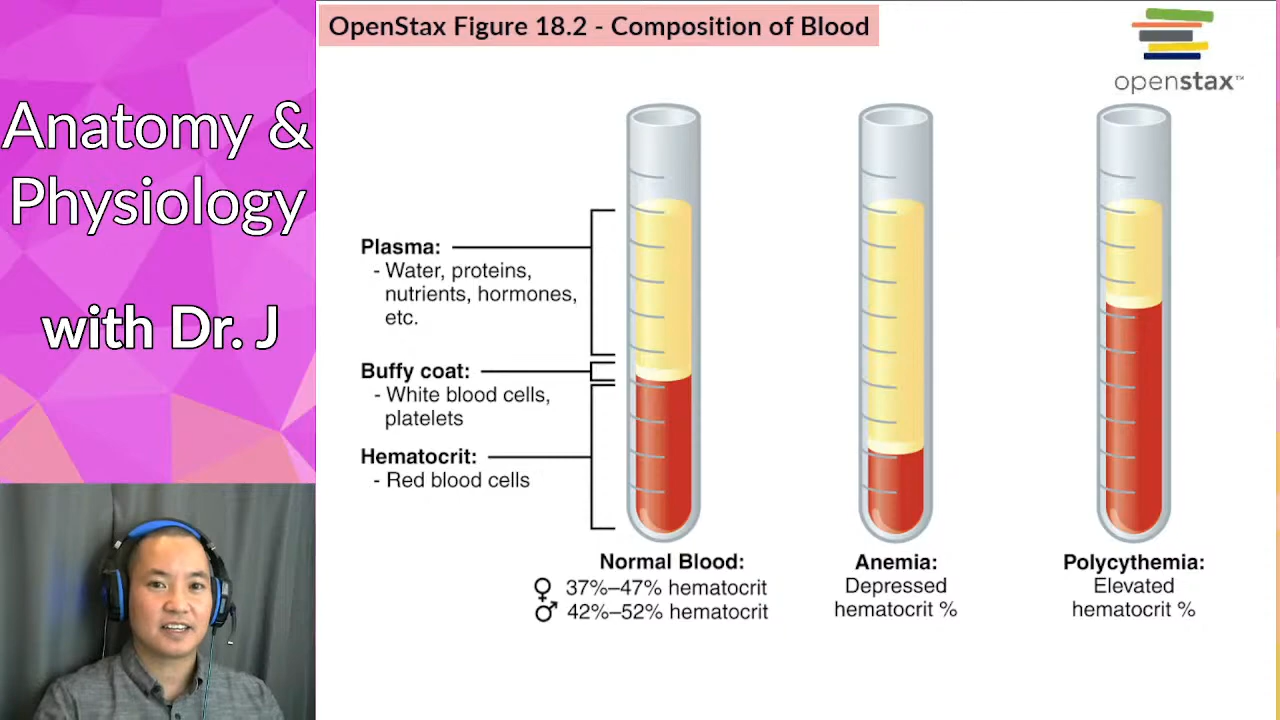 Anatomy &
Physiology
with Dr. J
OpenStax Figure 18.2 - Composition of Blood
openstax™
Plasma:
- Water, proteins,
nutrients, hormones,
etc.
Buffy coat:
- White blood cells,
platelets
Hematocrit:
- Red blood cells
Normal Blood:
♀ 37%–47% hematocrit
♂ 42%–52% hematocrit
Anemia:
Depressed
hematocrit %
Polycythemia:
Elevated
hematocrit %